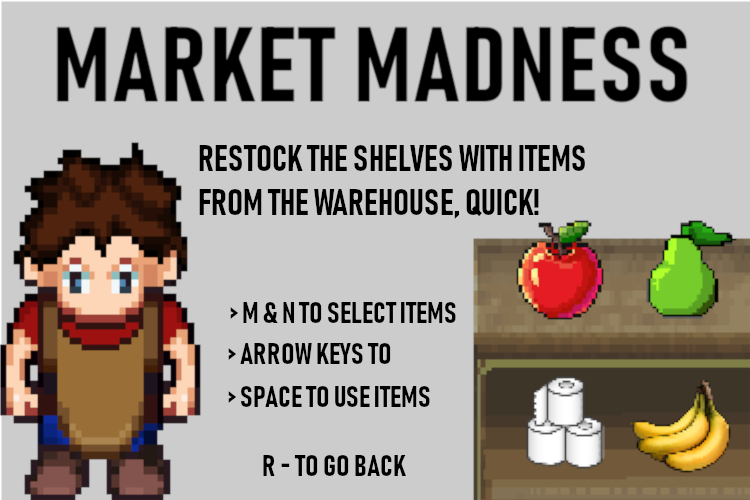 MARKET MADNESS
RESTOCK THE SHELVES WITH ITEMS
FROM THE WAREHOUSE, QUICK!
> M & N TO SELECT ITEMS
> ARROW KEYS TO
> SPACE TO USE ITEMS
R - TO GO BACK